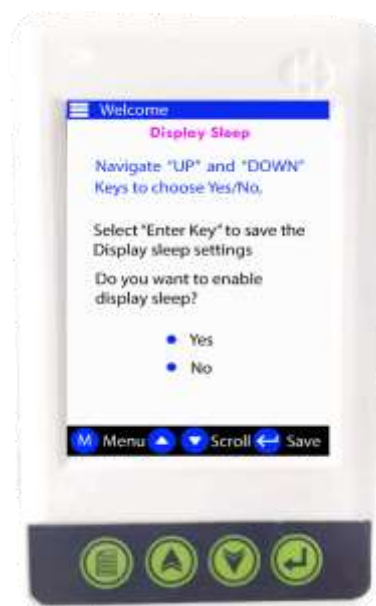 Welcome
Display Sleep
Navigate "UP" and "DOWN"
Keys to choose Yes/No.
Select "Enter Key" to save the
Display sleep settings
Do you want to enable
display sleep?
Yes
No
M Menu Scroll Save